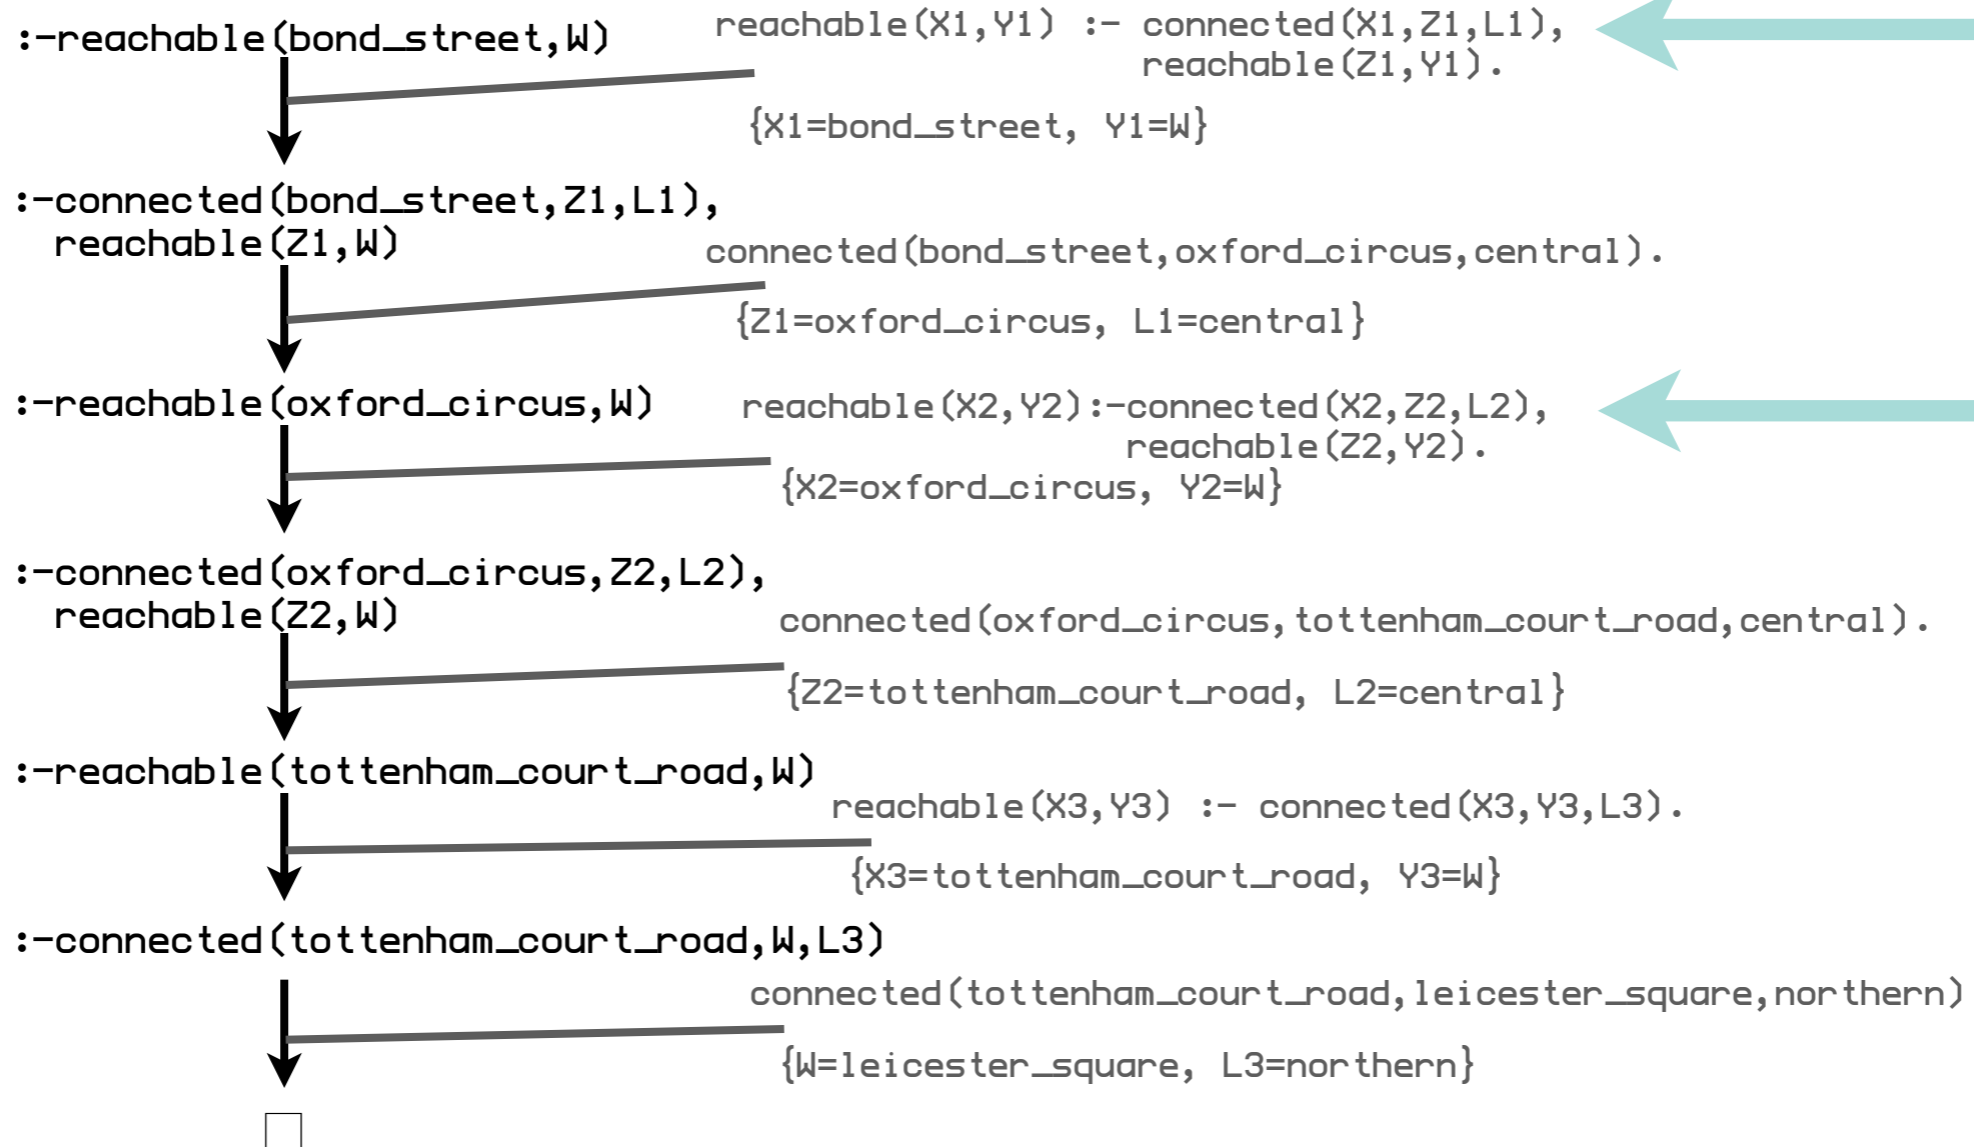 :-reachable(bond_street,W)
reachable(X1,Y1) :- connected(X1,Z1,L1),
reachable(Z1,Y1).
{X1=bond_street, Y1=W}
:-connected(bond_street,Z1,L1),
reachable(Z1,W)
connected(bond_street,oxford_circus,central).
{Z1=oxford_circus, L1=central}
:-reachable(oxford_circus,W)
reachable(X2,Y2):-connected(X2,Z2,L2),
reachable(Z2,Y2).
{X2=oxford_circus, Y2=W}
:-connected(oxford_circus,Z2,L2),
reachable(Z2,W)
connected(oxford_circus,tottenham_court_road,central).
{Z2=tottenham_court_road, L2=central}
:-reachable(tottenham_court_road,W)
reachable(X3,Y3) :- connected(X3,Y3,L3).
{X3=tottenham_court_road, Y3=W}
:-connected(tottenham_court_road,W,L3)
connected(tottenham_court_road,leicester_square,northern)
{W=leicester_square, L3=northern}